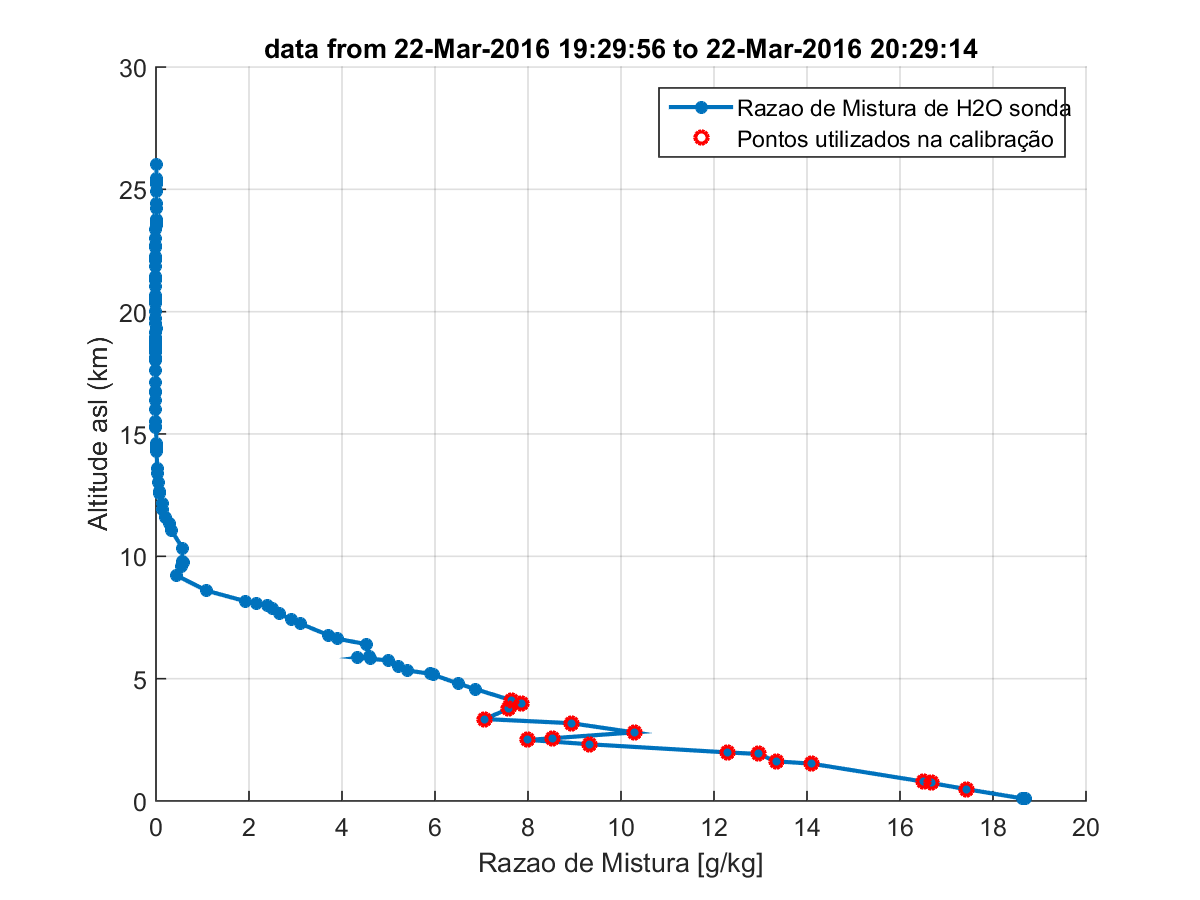 data from 22-Mar-2016 19:29:56 to 22-Mar-2016 20:29:14
Razao de Mistura de H2O sonda
Pontos utilizados na calibração
30
25
20
15
10
5
0
Altitude asl (km)
0 2 4 6 8 10 12 14 16 18 20
Razao de Mistura [g/kg]